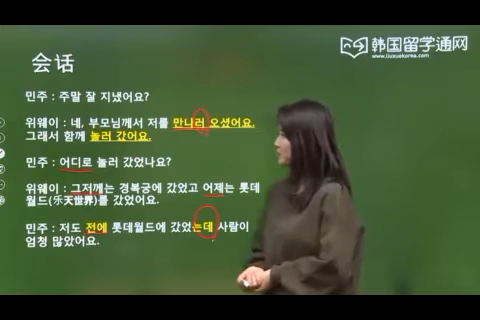 韩国留学通网
www.liuxuekorea.com
会话
민주 : 주말 잘 지냈어요?
위웨이 : 네, 부모님께서 저를 만나러 오셨어요.
그래서 함께 놀러 갔어요.
민주 : 어디로 놀러 갔었나요?
위웨이 : 그저께는 경복궁에 갔었고 어제는 롯데
월드(乐天世界)를 갔었어요.
민주 : 저도 전에 롯데월드에 갔었는데 사람이
엄청 많았어요.